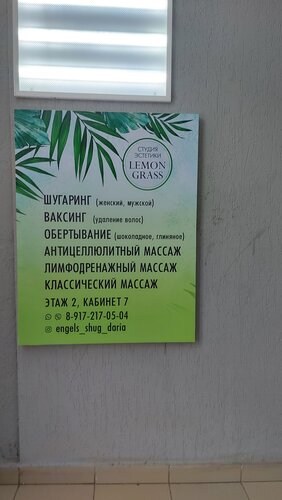 СТУДИЯ
ЭСТЕТИКИ
LEMON
GRASS
ШУГАРИНГ (женский, мужской)
ВАКСИНГ (удаление волос)
ОБЕРТЫВАНИЕ (шоколадное, глиняное)
АНТИЦЕЛЛЮЛИТНЫЙ МАССАЖ
ЛИМФОДРЕНАЖНЫЙ МАССАЖ
КЛАССИЧЕСКИЙ МАССАЖ
ЭТАЖ 2, КАБИНЕТ 7
8-917-217-05-04
engels_shug_daria